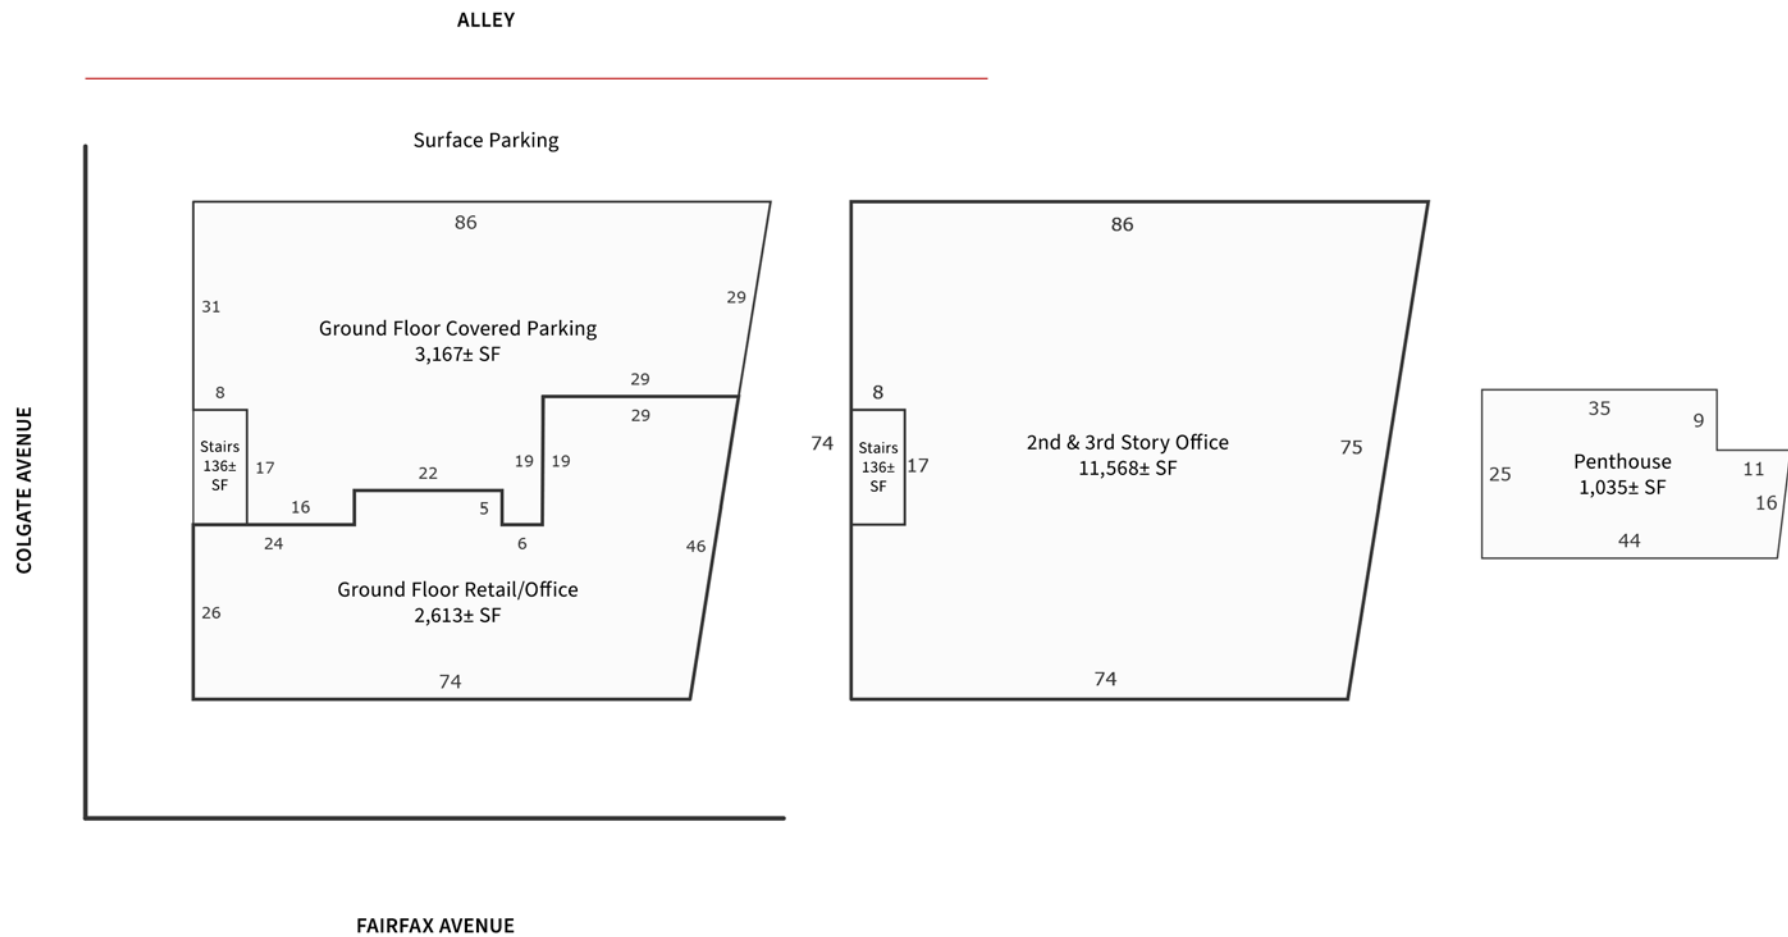 ALLEY
Surface Parking
86
31
29
Ground Floor Covered Parking
3,167± SF
29
8
29
Stairs
136±
SF
17
22
19
19
16
5
24
6
46
Ground Floor Retail/Office
2,613± SF
26
74
COLGATE AVENUE
FAIRFAX AVENUE
86
8
74
Stairs
136±
SF
17
2nd & 3rd Story Office
11,568± SF
75
74
35
9
25
Penthouse
1,035± SF
11
16
44